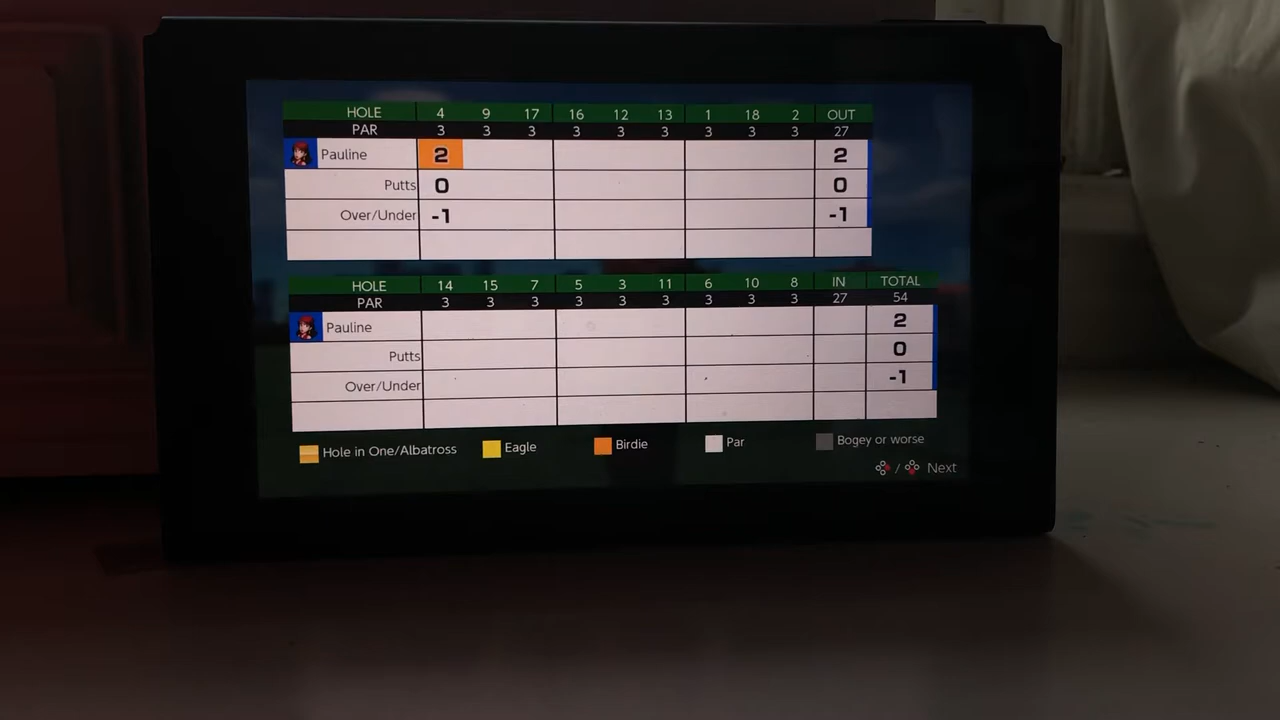 HOLE 4 9 17 16 12 13 1 18 2 OUT
PAR 3 3 3 3 3 3 3 3 3 27
Pauline 2 2
Putts 0 0
Over/Under -1 -1
HOLE 14 15 7 5 3 11 6 10 8 IN TOTAL
PAR 3 3 3 3 3 3 3 3 3 27 54
Pauline 2
Putts 0
Over/Under -1
Hole in One/Albatross Eagle Birdie Par Bogey or worse
/ Next